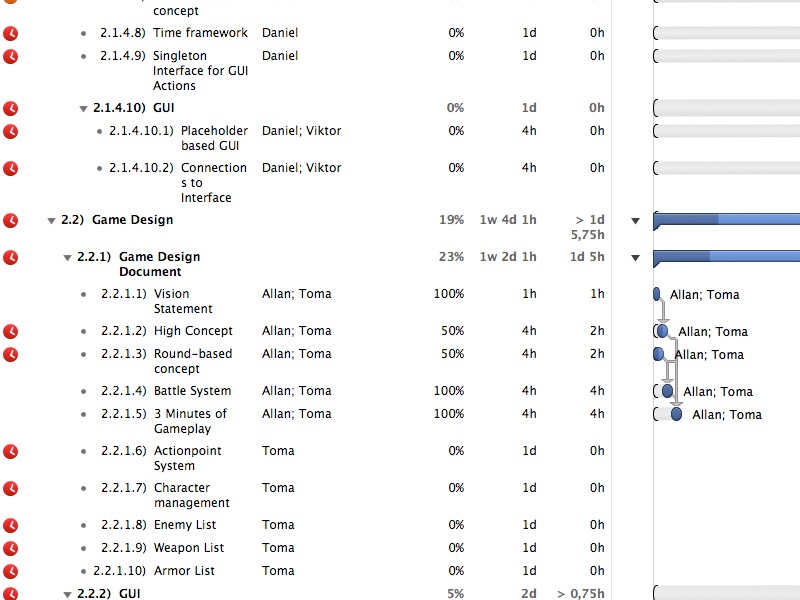 concept
2.1.4.8) Time framework Daniel 0% 1d 0h
2.1.4.9) Singleton Daniel 0% 1d 0h
Interface for GUI
Actions
2.1.4.10) GUI 0% 1d 0h
2.1.4.10.1) Placeholder Daniel; Viktor 0% 4h 0h
based GUI
2.1.4.10.2) Connection Daniel; Viktor 0% 4h 0h
s to
Interface
2.2) Game Design 19% 1w 4d 1h > 1d
5,75h
2.2.1) Game Design 23% 1w 2d 1h 1d 5h
Document
2.2.1.1) Vision Allan; Toma 100% 1h 1h Allan; Toma
Statement
2.2.1.2) High Concept Allan; Toma 50% 4h 2h Allan; Toma
2.2.1.3) Round-based Allan; Toma 50% 4h 2h Allan; Toma
concept
2.2.1.4) Battle System Allan; Toma 100% 4h 4h Allan; Toma
2.2.1.5) 3 Minutes of Allan; Toma 100% 4h 4h Allan; Toma
Gameplay
2.2.1.6) Actionpoint Toma 0% 1d 0h
System
2.2.1.7) Character Toma 0% 1d 0h
management
2.2.1.8) Enemy List Toma 0% 1d 0h
2.2.1.9) Weapon List Toma 0% 1d 0h
2.2.1.10) Armor List Toma 0% 1d 0h
2.2.2) GUI 5% 2d > 0,75h